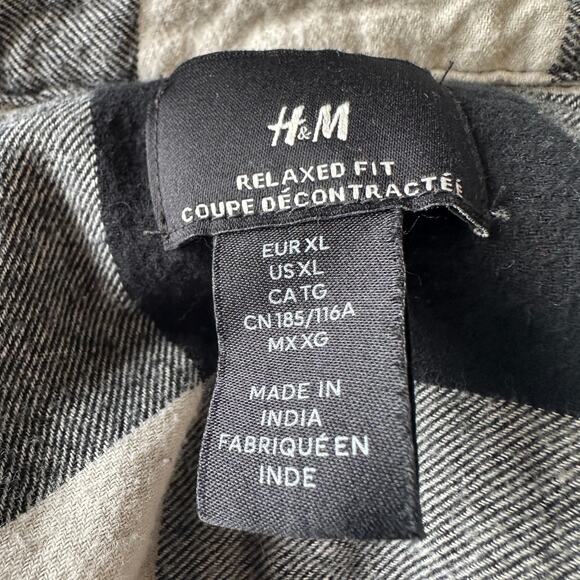 H&M
RELAXED FIT
COUPE DÉCONTRACTÉE
EUR XL
US XL
CA TG
CN 185/116A
MX XG
MADE IN
INDIA
FABRIQUÉ EN
INDE